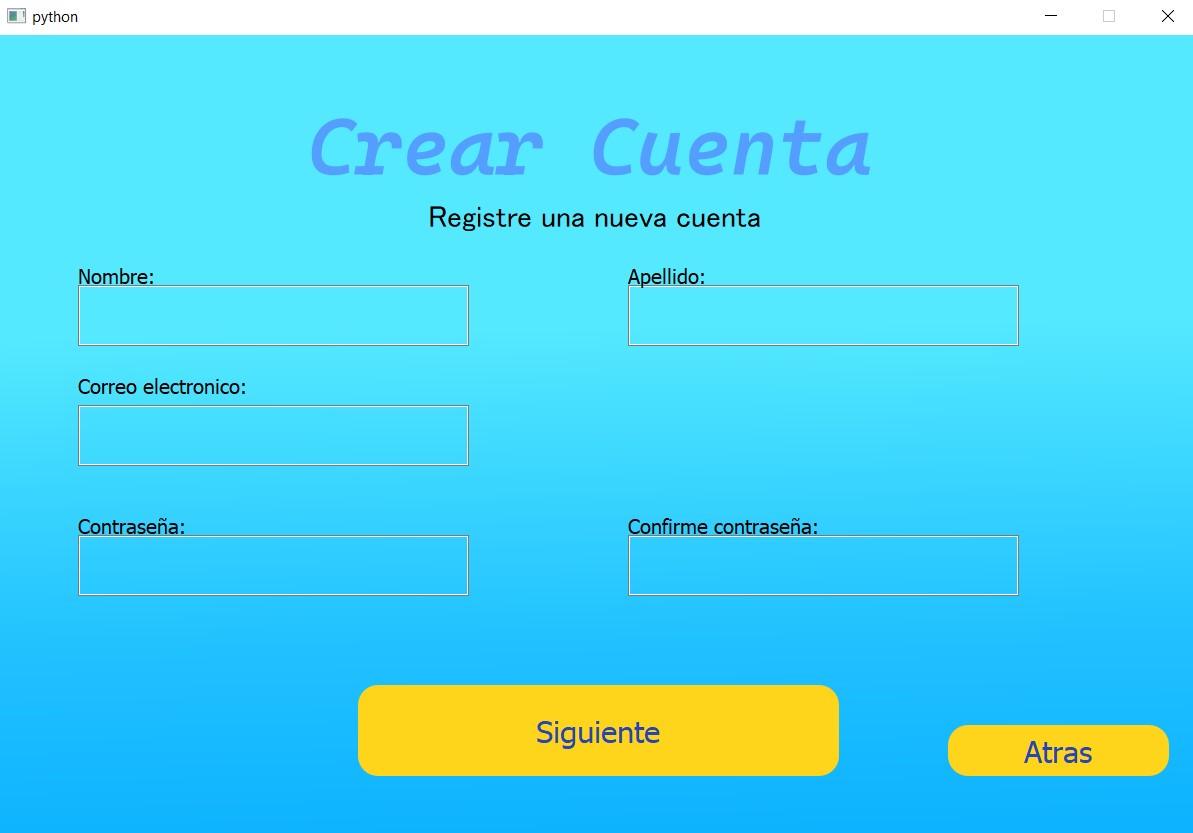 python
Crear Cuenta
Registre una nueva cuenta
Nombre:
Apellido:
Correo electronico:
Contraseña:
Confirme contraseña:
Siguiente
Atras